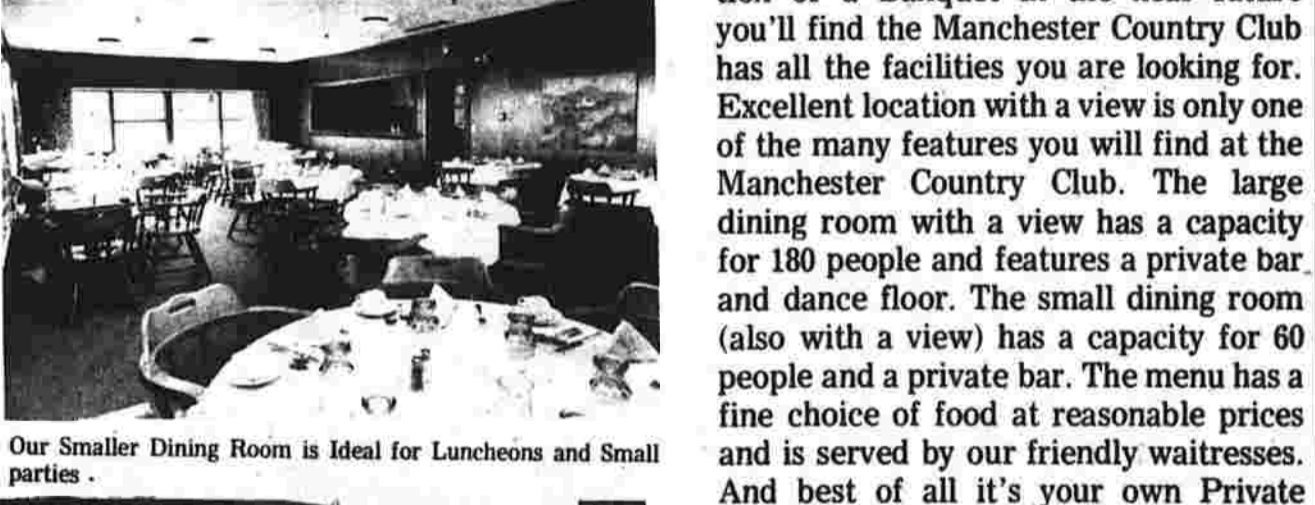 Our Smaller Dining Room is Ideal for Luncheons and Small
parties .
you'll find the Manchester Country Club
has all the facilities you are looking for.
Excellent location with a view is only one
of the many features you will find at the
Manchester Country Club. The large
dining room with a view has a capacity
for 180 people and features a private bar
and dance floor. The small dining room
(also with a view) has a capacity for 60
people and a private bar. The menu has a
fine choice of food at reasonable prices
and is served by our friendly waitresses.
And best of all it's your own Private